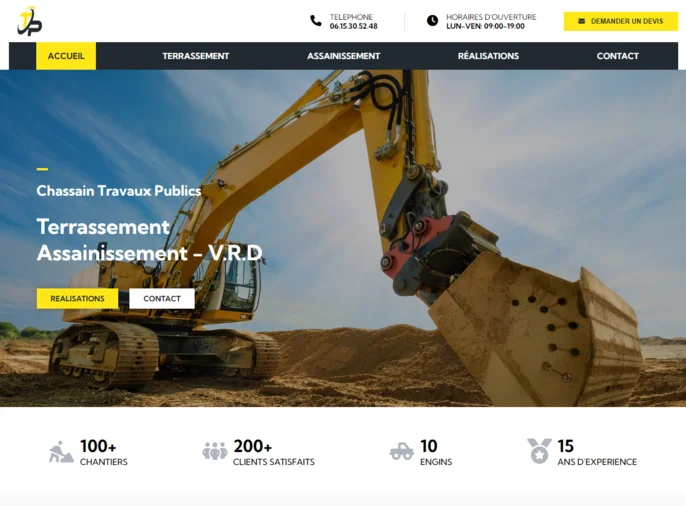 TP
TELEPHONE
06.15.30.52.48
HORAIRES D'OUVERTURE
LUN-VEN: 09:00-19:00
DEMANDER UN DEVIS
ACCUEIL
TERRASSEMENT
ASSAINISSEMENT
RÉALISATIONS
CONTACT
Chassain Travaux Publics
Terrassement
Assainissement - V.R.D
REALISATIONS
CONTACT
100+
CHANTIERS
200+
CLIENTS SATISFAITS
10
ENGINS
15
ANS D'EXPERIENCE